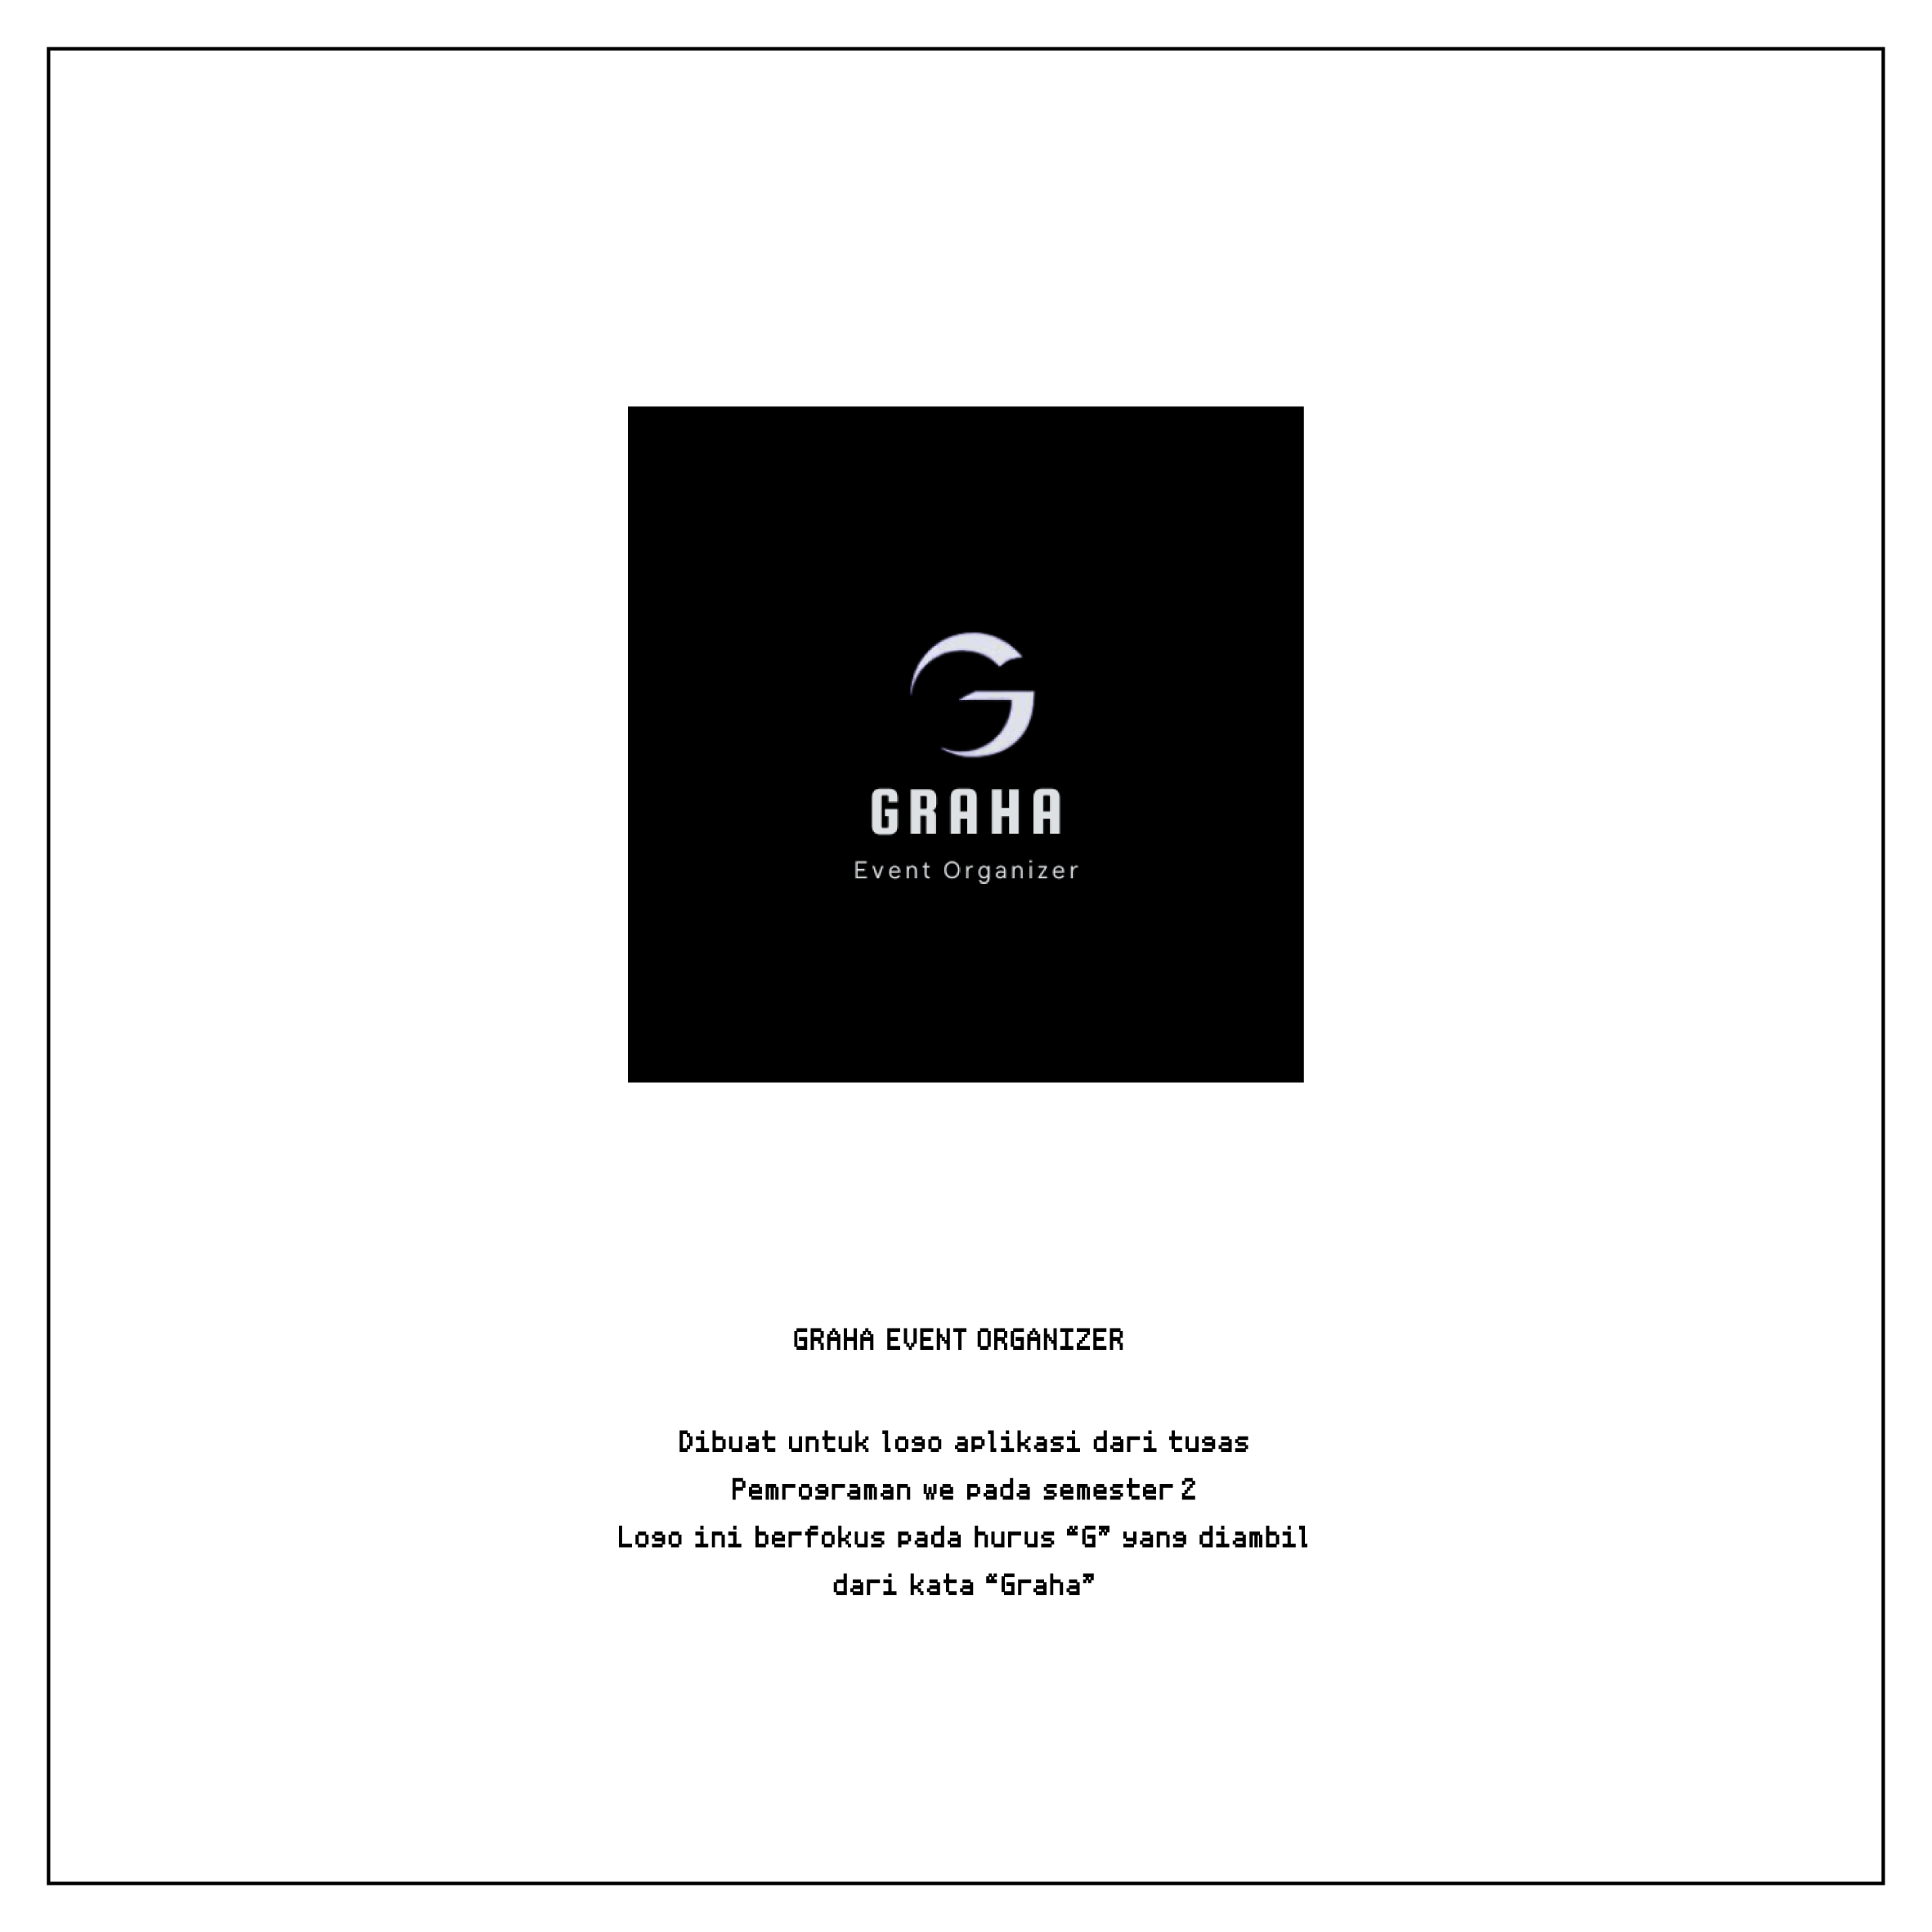 G
GRAHA
Event Organizer
GRAHA EVENT ORGANIZER
Dibuat untuk logo aplikasi dari tugas
Pemrograman we pada semester 2
Logo ini berfokus pada hurus “G” yang diambil
dari kata “Graha”